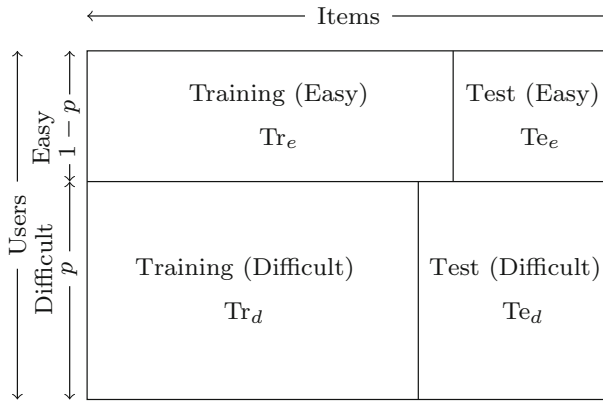 Items
Users
Easy
1 − p
Training (Easy)
Tr_e
Test (Easy)
Te_e
Difficult
p
Training (Difficult)
Tr_d
Test (Difficult)
Te_d